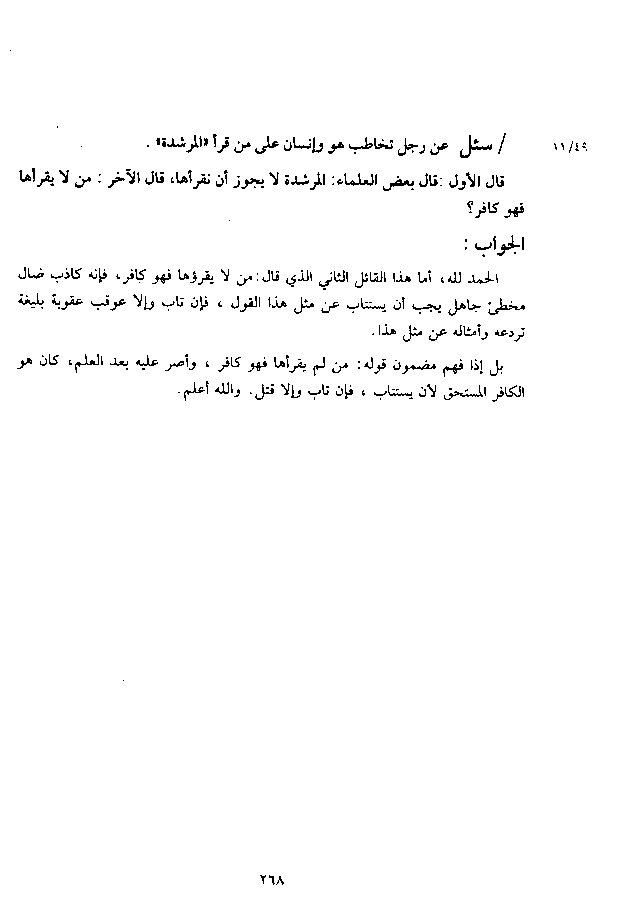 ١١/٤٩ / سئل عن رجل تخاطب هو وإنسان على من قرأ «المرشدة» .
قال الأول :قال بعض العلماء: المرشدة لا يجوز أن نقرأها، قال الآخر : من لا يقرأها
فهو كافر؟
الجواب :
الحمد لله، أما هذا القائل الثاني الذي قال: من لا يقرؤها فهو كافر، فإنه كاذب ضال
مخطئ جاهل يجب أن يستتاب عن مثل هذا القول ، فإن تاب وإلا عوقب عقوبة بليغة
تردعه وأمثاله عن مثل هذا.
بل إذا فهم مضمون قوله: من لم يقرأها فهو كافر ، وأصر عليه بعد العلم، كان هو
الكافر المستحق لأن يستتاب ، فإن تاب وإلا قتل. والله أعلم.
٢٦٨